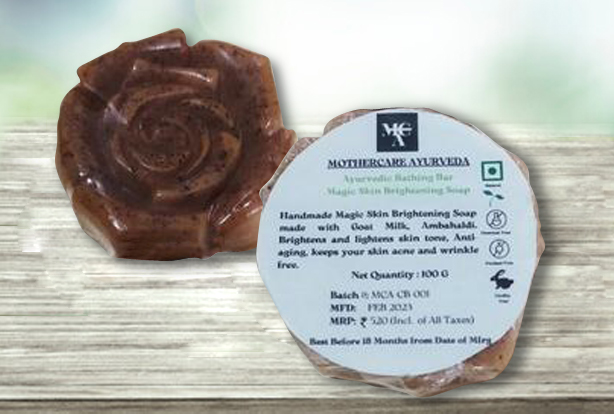 MCA
MOTHERCARE AYURVEDA
Ayurvedic Bathing Bar
Magic Skin Brightening Soap
Handmade Magic Skin Brightening Soap
made with Goat Milk, Ambahaldi.
Brightens and lightens skin tone, Anti-
aging, keeps your skin acne and wrinkle
free.
Net Quantity : 100 G
Batch
MCA CB 001
MFD: FEB 2023
MRP: ₹ 520 (Incl. of All Taxes)
Best Before 18 Months from Date of Mfrg
Free
Free